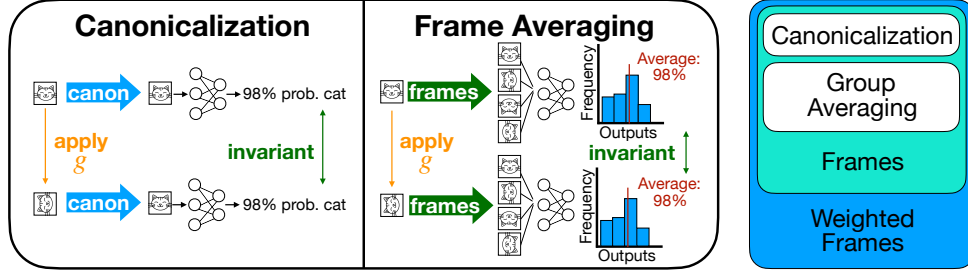 Canonicalization
canon
98% prob. cat
apply
g
invariant
canon
98% prob. cat
Frame Averaging
frames
Frequency
Average:
98%
Outputs
apply
g
invariant
frames
Frequency
Average:
98%
Outputs
Canonicalization
Group
Averaging
Frames
Weighted
Frames